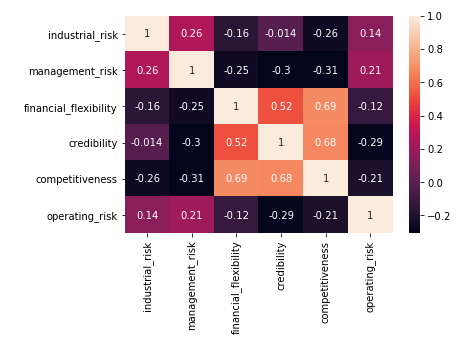 industrial_risk 1 0.26 -0.16 -0.014 -0.26 0.14
management_risk 0.26 1 -0.25 -0.3 -0.31 0.21
financial_flexibility -0.16 -0.25 1 0.52 0.69 -0.12
credibility -0.014 -0.3 0.52 1 0.68 -0.29
competitiveness -0.26 -0.31 0.69 0.68 1 -0.21
operating_risk 0.14 0.21 -0.12 -0.29 -0.21 1
industrial_risk
management_risk
financial_flexibility
credibility
competitiveness
operating_risk
1.0
0.8
0.6
0.4
0.2
0.0
-0.2